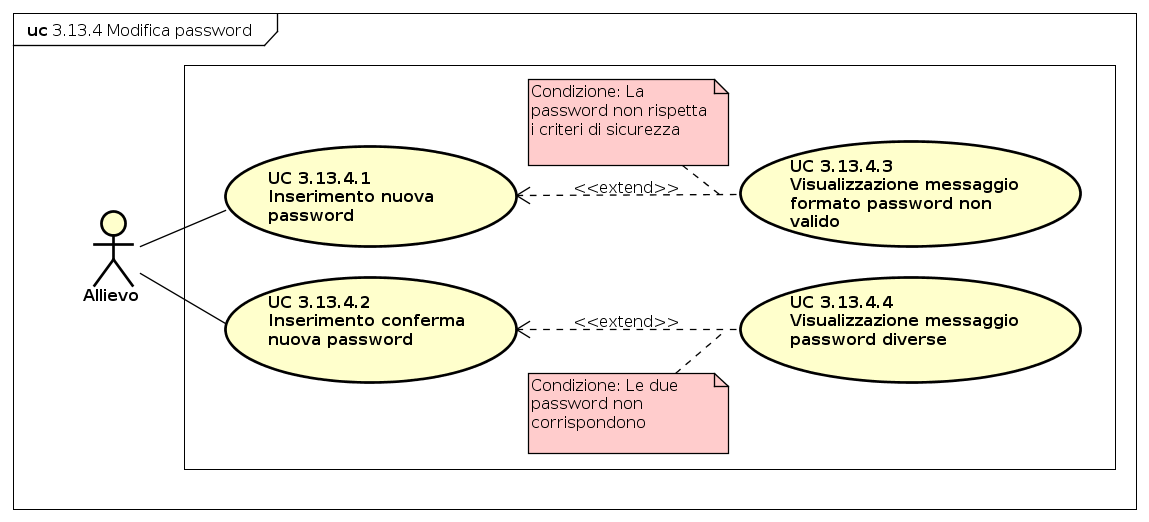 uc 3.13.4 Modifica password
Condizione: La
password non rispetta
i criteri di sicurezza
UC 3.13.4.1
Inserimento nuova
password
<<extend>>
UC 3.13.4.3
Visualizzazione messaggio
formato password non
valido
Allievo
UC 3.13.4.2
Inserimento conferma
nuova password
<<extend>>
UC 3.13.4.4
Visualizzazione messaggio
password diverse
Condizione: Le due
password non
corrispondono